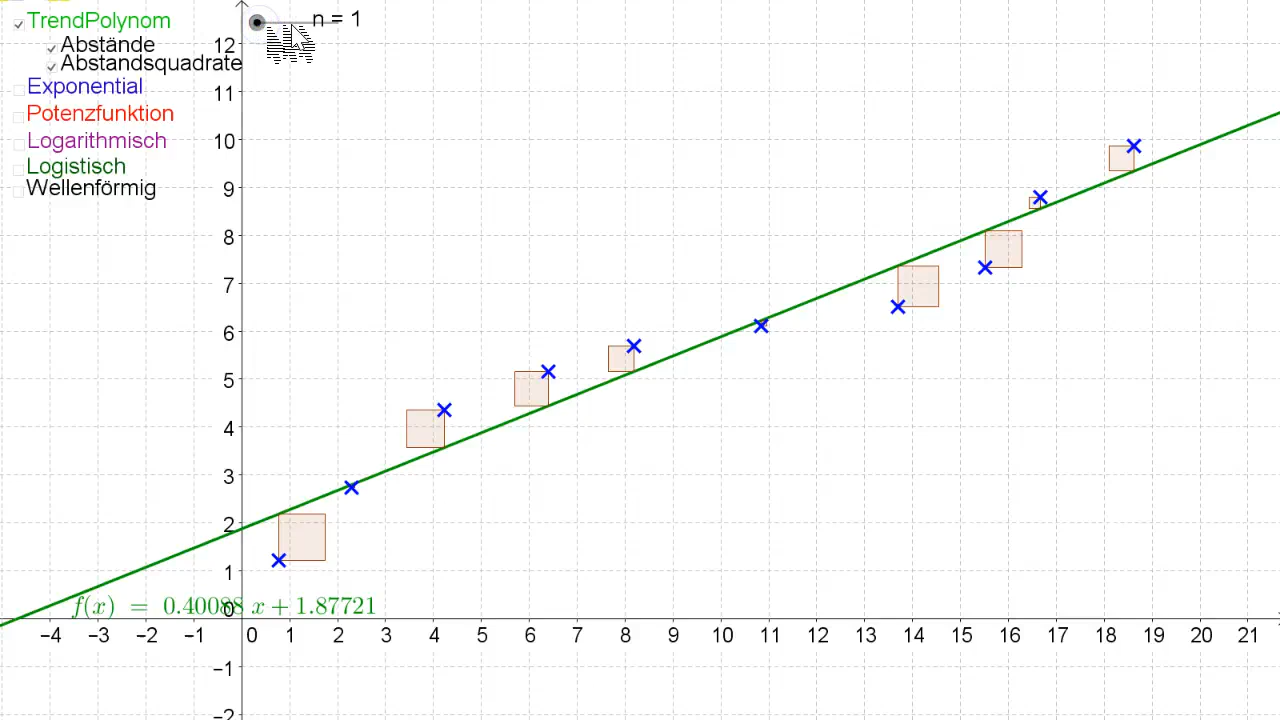 TrendPolynom
n = 1
Abstände
Abstandsquadrate
Exponential
Potenzfunktion
Logarithmisch
Logistisch
Wellenförmig
12
11
10
9
8
7
6
5
4
3
2
1
0
f(x) = 0.40088 x + 1.87721
−4 −3 −2 −1 0 1 2 3 4 5 6 7 8 9 10 11 12 13 14 15 16 17 18 19 20 21
−1
−2